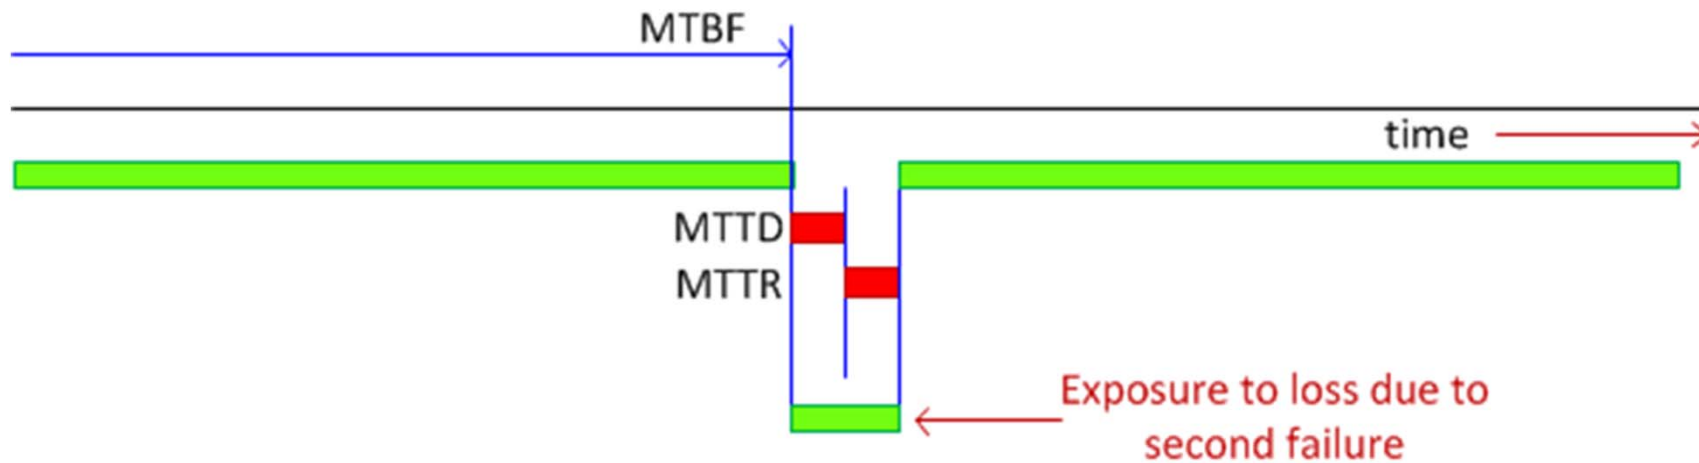 MTBF
time
MTTD
MTTR
Exposure to loss due to
second failure